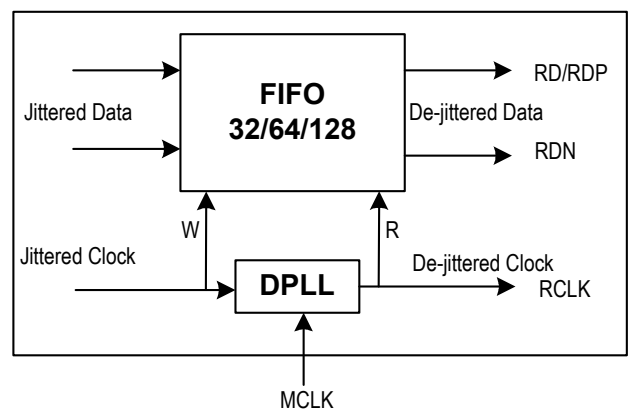 FIFO
32/64/128
Jittered Data
De-jittered Data
RD/RDP
RDN
W
R
Jittered Clock
DPLL
De-jittered Clock
RCLK
MCLK